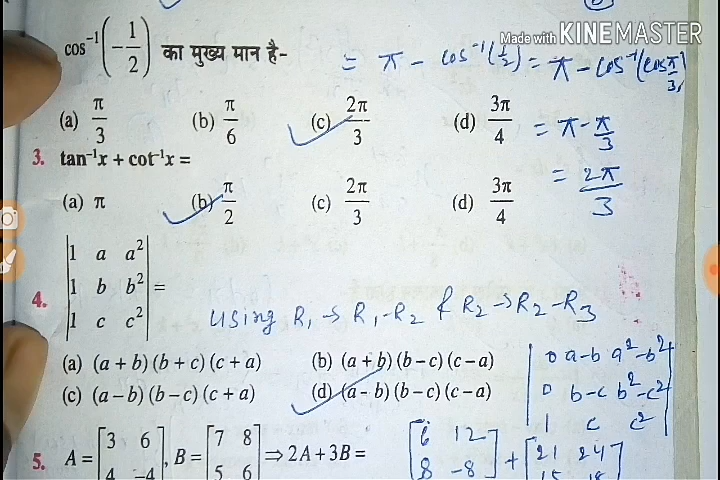 Made with KINEMASTER
cos⁻¹(-1/2) का मुख्य मान है- = π - cos⁻¹(1/2) = π - cos⁻¹(cos π/3)
(a) π/3 (b) π/6 (c) 2π/3 (d) 3π/4 = π - π/3
3. tan⁻¹x + cot⁻¹x = = 2π/3
(a) π (b) π/2 (c) 2π/3 (d) 3π/4
4. |1 a a²|
|1 b b²| =
|1 c c²|
using R₁ → R₁-R₂ & R₂ → R₂-R₃
(a) (a + b) (b + c) (c + a) (b) (a + b) (b – c) (c – a)
(c) (a – b) (b – c) (c + a) (d) (a – b) (b – c) (c – a)
|0 a-b a²-b²|
|0 b-c b²-c²|
|1 c c²|
5. A = [3 6; 4 –4], B = [7 8; 5 6] ⇒ 2A + 3B = [6 12; 8 -8] + [21 24; 15 18]